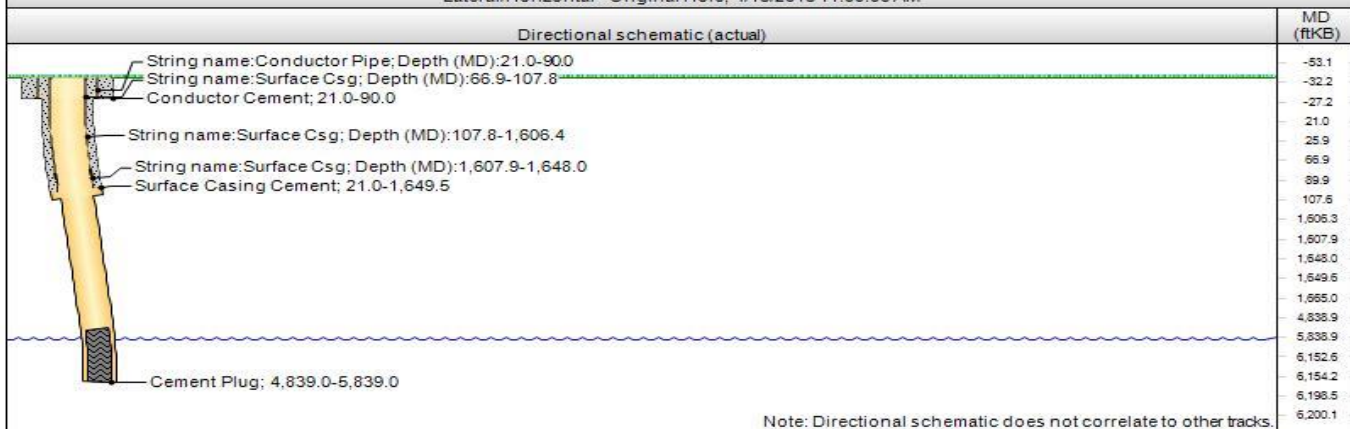 Directional schematic (actual)
MD
(ftKB)
String name:Conductor Pipe; Depth (MD):21.0-90.0
String name:Surface Csg; Depth (MD):66.9-107.8
Conductor Cement; 21.0-90.0
String name:Surface Csg; Depth (MD):107.8-1,606.4
String name:Surface Csg; Depth (MD):1,607.9-1,648.0
Surface Casing Cement; 21.0-1,649.5
Cement Plug; 4,839.0-5,839.0
Note: Directional schematic does not correlate to other tracks.
-53.1
-32.2
-27.2
21.0
25.9
66.9
89.9
107.6
1,606.3
1,607.9
1,648.0
1,649.6
1,665.0
4,838.9
5,838.9
6,152.6
6,154.2
6,198.5
6,200.1